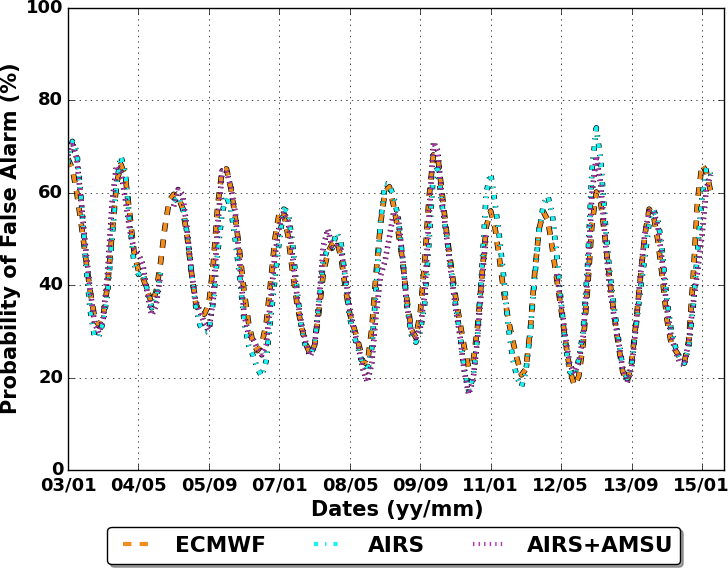 Probability of False Alarm (%)
100
80
60
40
20
0
03/01 04/05 05/09 07/01 08/05 09/09 11/01 12/05 13/09 15/01
Dates (yy/mm)
ECMWF AIRS AIRS+AMSU